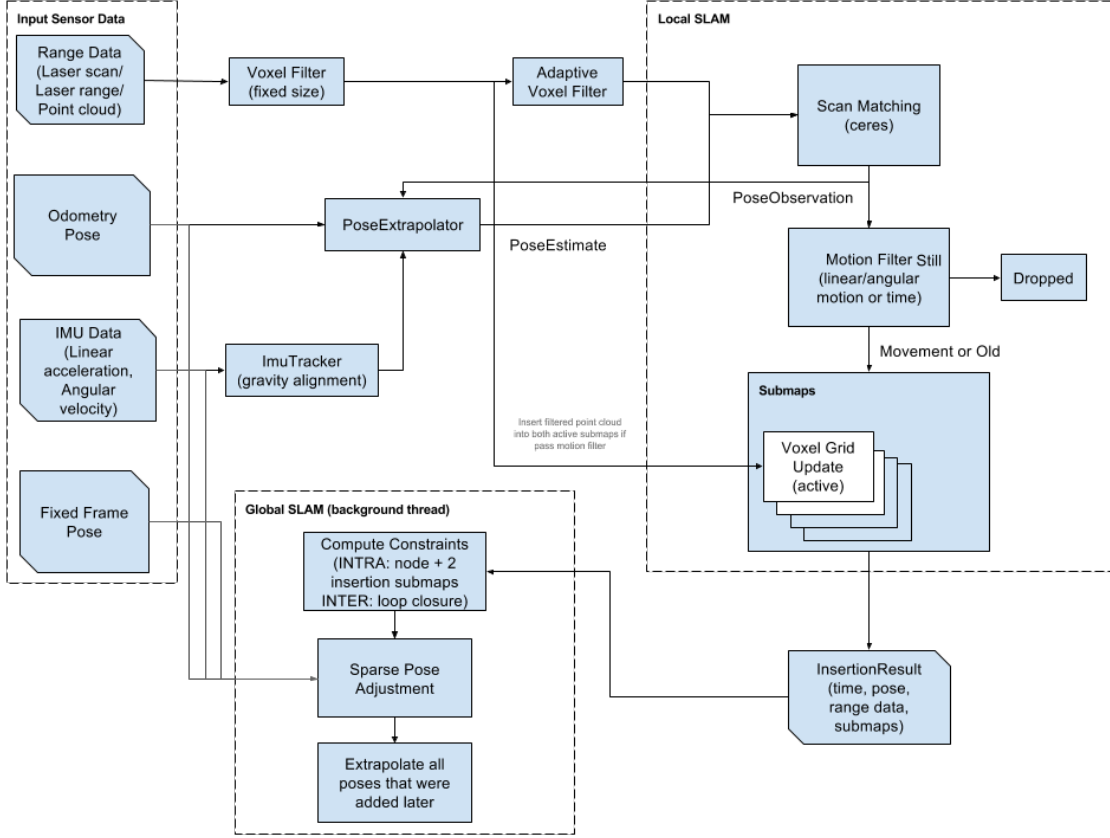 Input Sensor Data
Range Data
(Laser scan/
Laser range/
Point cloud)
Voxel Filter
(fixed size)
Adaptive
Voxel Filter
Local SLAM
Scan Matching
(ceres)
Odometry
Pose
PoseExtrapolator
PoseEstimate
PoseObservation
Motion Filter Still
(linear/angular
motion or time)
Dropped
IMU Data
(Linear
acceleration,
Angular
velocity)
ImuTracker
(gravity alignment)
Movement or Old
Submaps
Insert filtered point cloud
into both active submaps if
pass motion filter
Voxel Grid
Update
(active)
Fixed Frame
Pose
Global SLAM (background thread)
Compute Constraints
(INTRA: node + 2
insertion submaps
INTER: loop closure)
Sparse Pose
Adjustment
InsertionResult
(time, pose,
range data,
submaps)
Extrapolate all
poses that were
added later